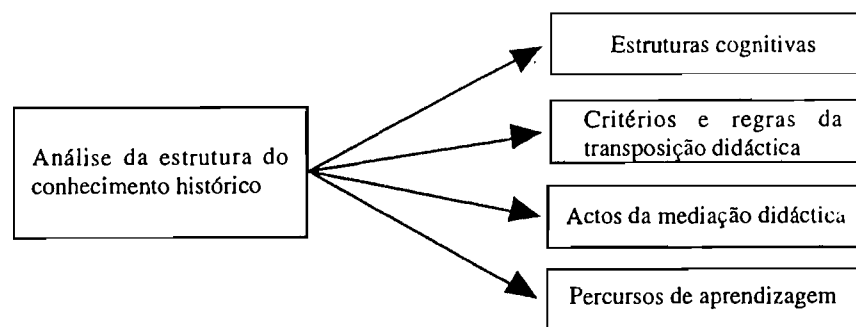 Estruturas cognitivas
Análise da estrutura do
conhecimento histórico
Critérios e regras da
transposição didáctica
Actos da mediação didáctica
Percursos de aprendizagem